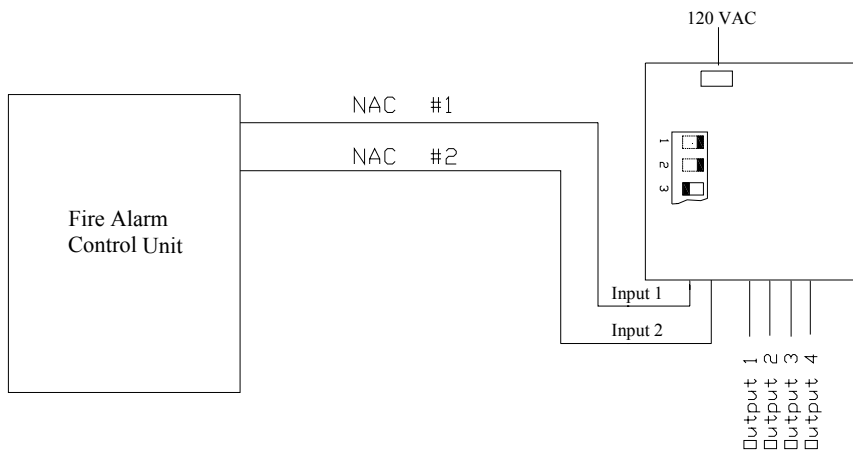 120 VAC
NAC #1
NAC #2
1
2
3
Fire Alarm
Control Unit
Input 1
Input 2
Output 1
Output 2
Output 3
Output 4